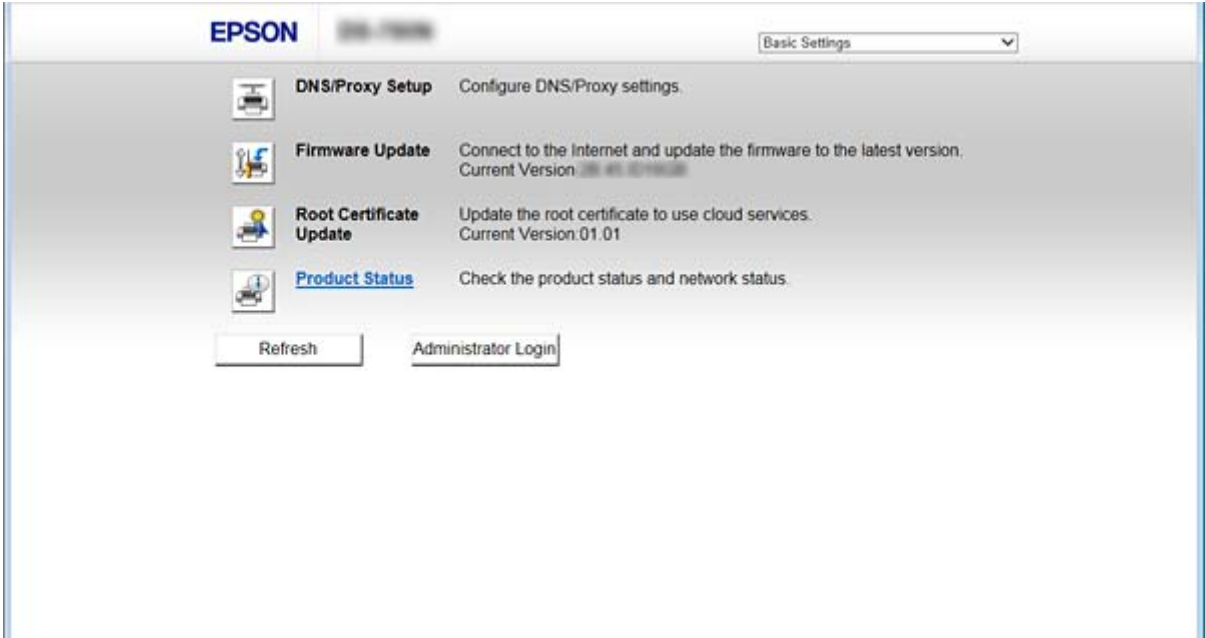 EPSON
Basic Settings
DNS/Proxy Setup Configure DNS/Proxy settings.
Firmware Update Connect to the Internet and update the firmware to the latest version.
Current Version
Root Certificate Update the root certificate to use cloud services.
Update Current Version:01.01
Product Status Check the product status and network status.
Refresh Administrator Login